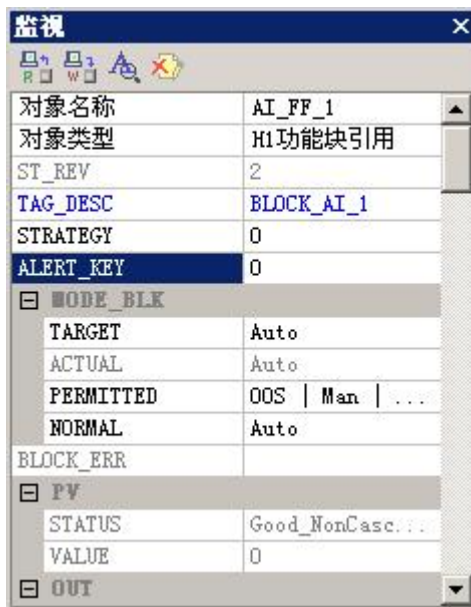 监视
R W
对象名称 AI_FF_1
对象类型 H1功能块引用
ST_REV 2
TAG_DESC BLOCK_AI_1
STRATEGY 0
ALERT_KEY 0
MODE_BLK
TARGET Auto
ACTUAL Auto
PERMITTED OOS | Man | ...
NORMAL Auto
BLOCK_ERR
PV
STATUS Good_NonCasc...
VALUE 0
OUT